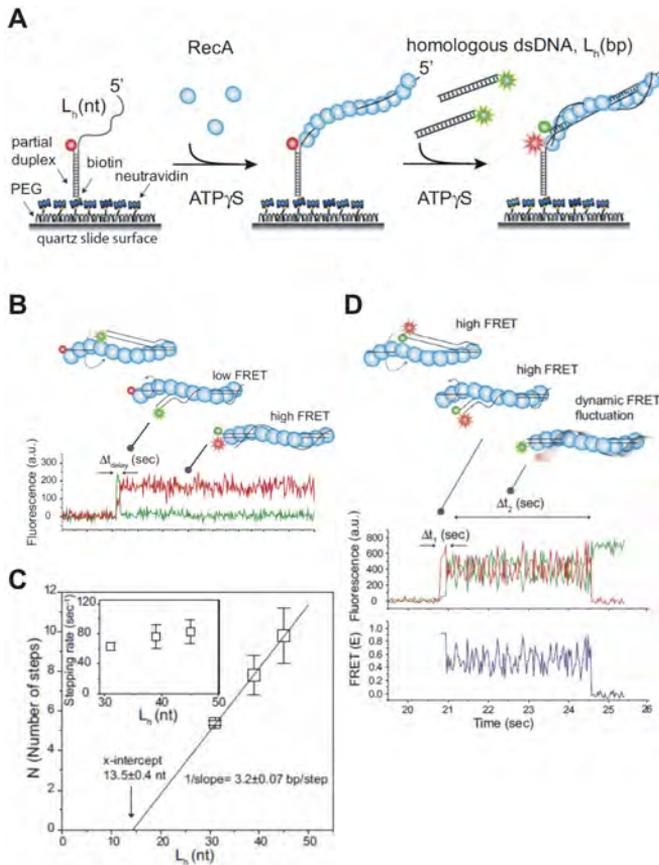 A
RecA
homologous dsDNA, Lh(bp)
5'
5'
Lh(nt)
partial
duplex
biotin
neutravidin
PEG
ATPγS
ATPγS
quartz slide surface
B
low FRET
high FRET
Δtdelay (sec)
Fluorescence (a.u.)
300
200
100
0
C
N (Number of steps)
12
10
8
6
4
2
0
Stepping rate (sec⁻¹)
120
80
40
0
30 40 50
Lh (nt)
x-intercept
13.5±0.4 nt
1/slope= 3.2±0.07 bp/step
0 10 20 30 40 50
Lh(nt)
D
high FRET
high FRET
dynamic FRET
fluctuation
Δt2 (sec)
Δt1 (sec)
Fluorescence (a.u.)
800
600
400
200
0
FRET (E)
1.0
0.8
0.6
0.4
0.2
0.0
20 21 22 23 24 25 26
Time (sec)